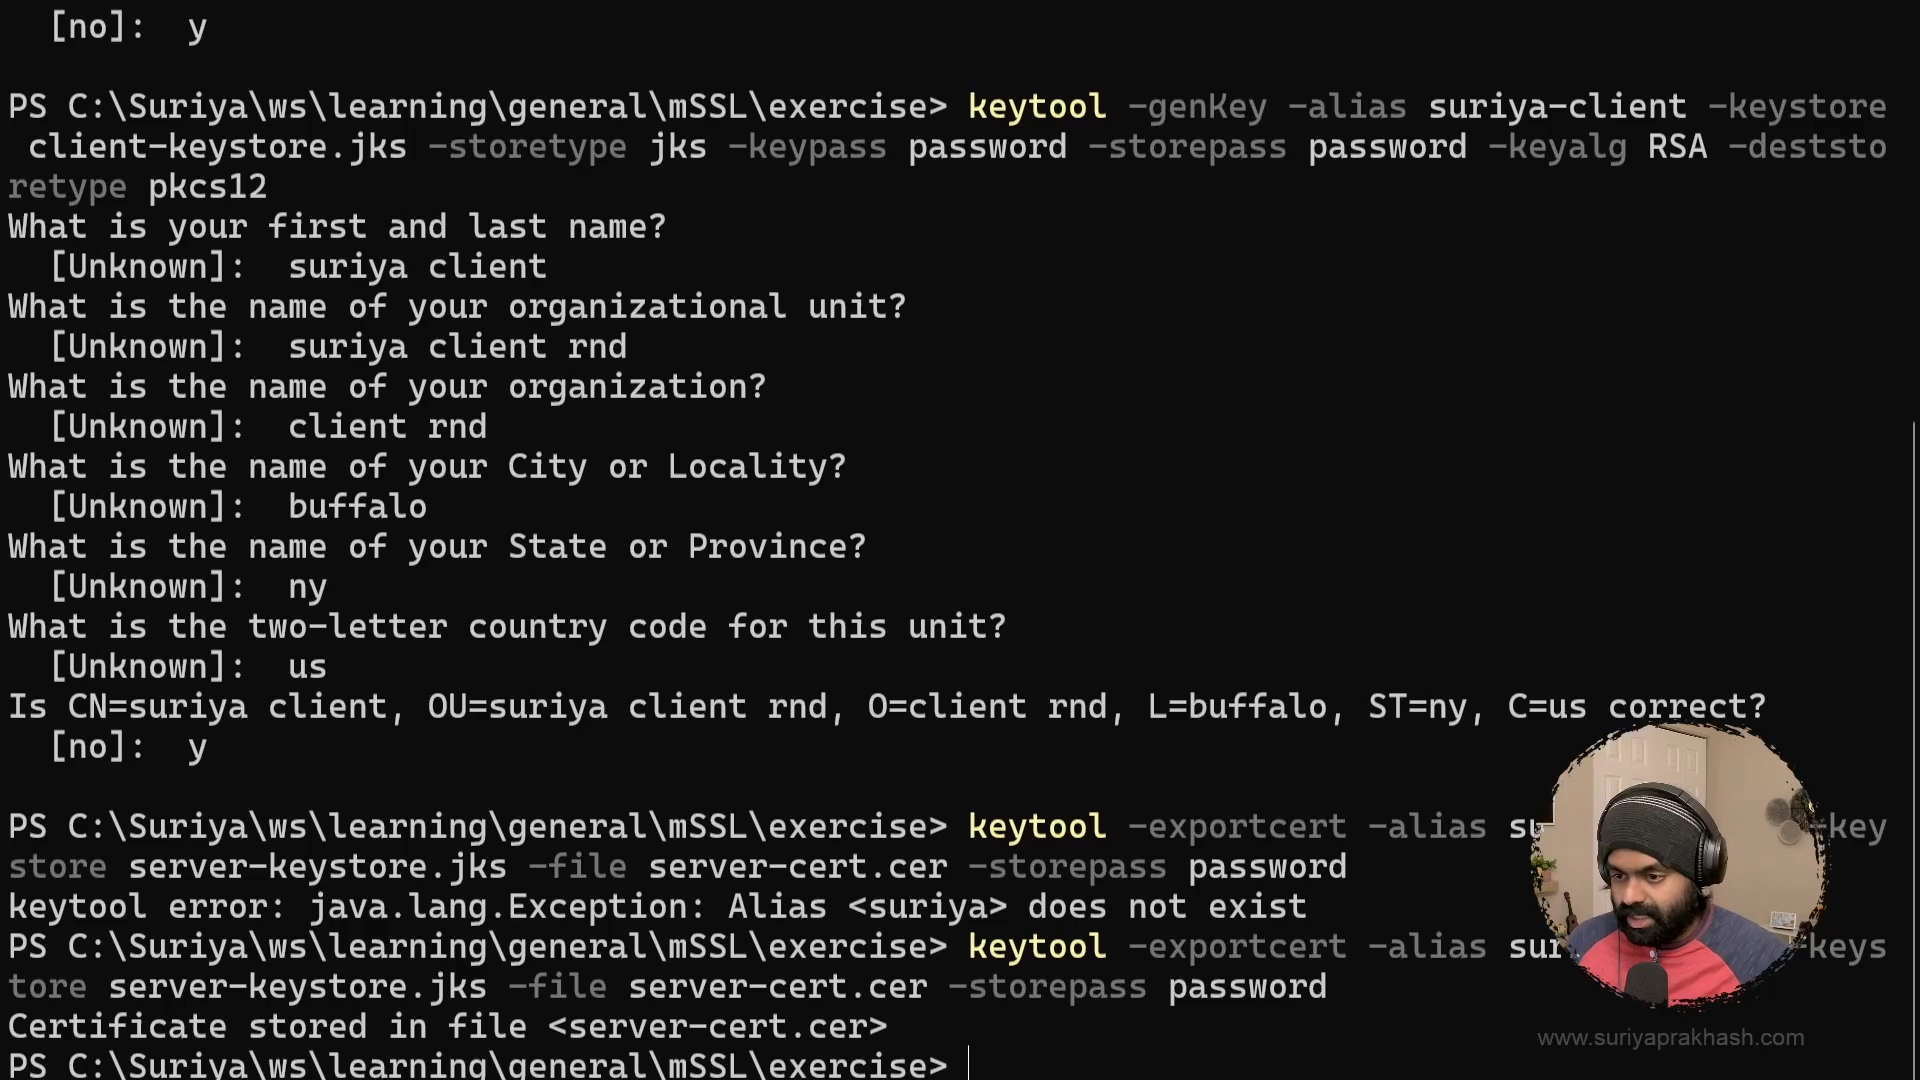 [no]:  y
PS C:\Suriya\ws\learning\general\mSSL\exercise> keytool -genKey -alias suriya-client -keystore
client-keystore.jks -storetype jks -keypass password -storepass password -keyalg RSA -deststo
retype pkcs12
What is your first and last name?
[Unknown]:  suriya client
What is the name of your organizational unit?
[Unknown]:  suriya client rnd
What is the name of your organization?
[Unknown]:  client rnd
What is the name of your City or Locality?
[Unknown]:  buffalo
What is the name of your State or Province?
[Unknown]:  ny
What is the two-letter country code for this unit?
[Unknown]:  us
Is CN=suriya client, OU=suriya client rnd, O=client rnd, L=buffalo, ST=ny, C=us correct?
[no]:  y
PS C:\Suriya\ws\learning\general\mSSL\exercise> keytool -exportcert -alias -key
store server-keystore.jks -file server-cert.cer -storepass password
keytool error: java.lang.Exception: Alias <suriya> does not exist
PS C:\Suriya\ws\learning\general\mSSL\exercise> keytool -exportcert -alias -keys
tore server-keystore.jks -file server-cert.cer -storepass password
Certificate stored in file <server-cert.cer>
PS C:\Suriya\ws\learning\general\mSSL\exercise>
www.suriyaprakhash.com